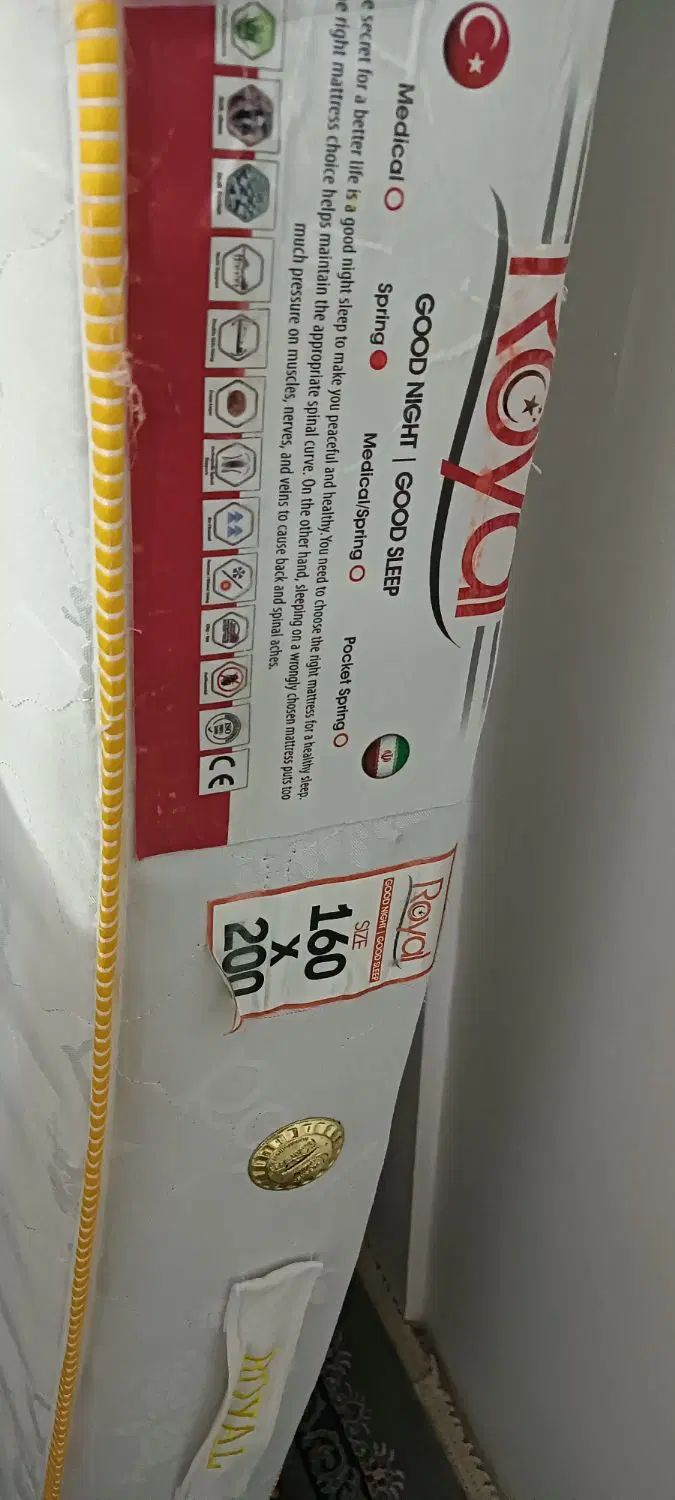 Royal
GOOD NIGHT | GOOD SLEEP
Medical
Spring
Medical/Spring
Pocket Spring
secret for a better life is a good night sleep to make you peaceful and healthy. You need to choose the right mattress for a healthy sleep.
right mattress choice helps maintain the appropriate spinal curve. On the other hand, sleeping on a wrongly chosen mattress puts too
much pressure on muscles, nerves, and veins to cause back and spinal aches.
ISO
CE
Royal
GOOD NIGHT | GOOD SLEEP
SIZE
160
X
200
ROYAL